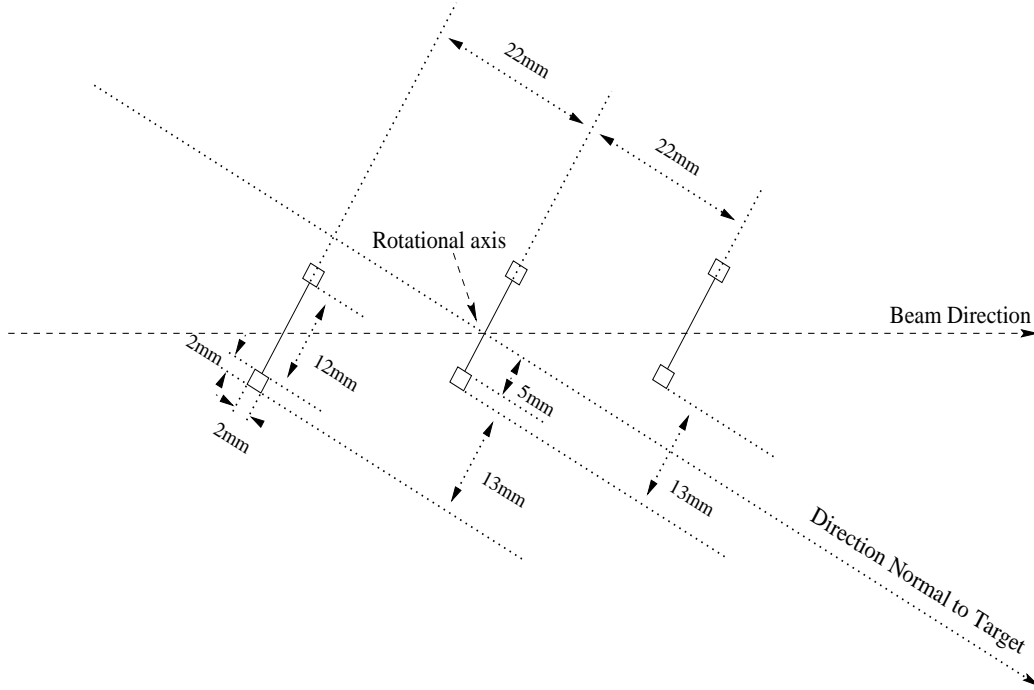 22mm
22mm
Rotational axis
Beam Direction
2mm
12mm
5mm
2mm
13mm
13mm
Direction Normal to Target